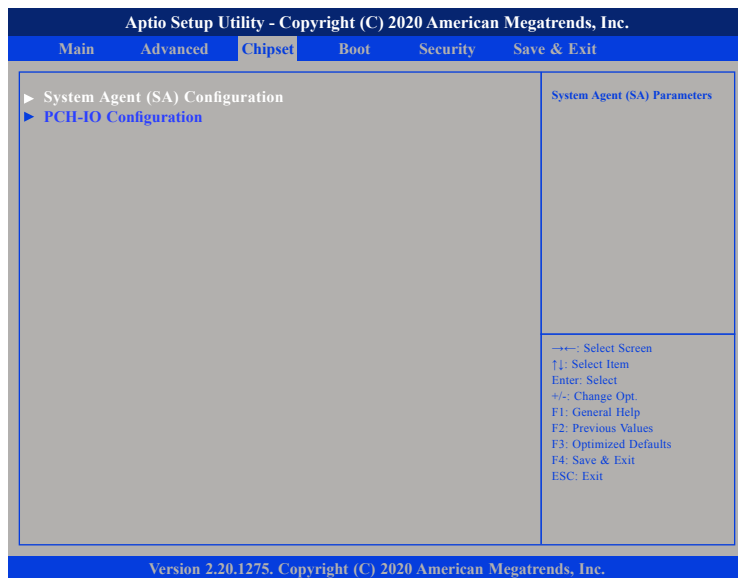 Aptio Setup Utility - Copyright (C) 2020 American Megatrends, Inc.
Main Advanced Chipset Boot Security Save & Exit
► System Agent (SA) Configuration
► PCH-IO Configuration
System Agent (SA) Parameters
→←: Select Screen
↑↓: Select Item
Enter: Select
+/-: Change Opt.
F1: General Help
F2: Previous Values
F3: Optimized Defaults
F4: Save & Exit
ESC: Exit
Version 2.20.1275. Copyright (C) 2020 American Megatrends, Inc.